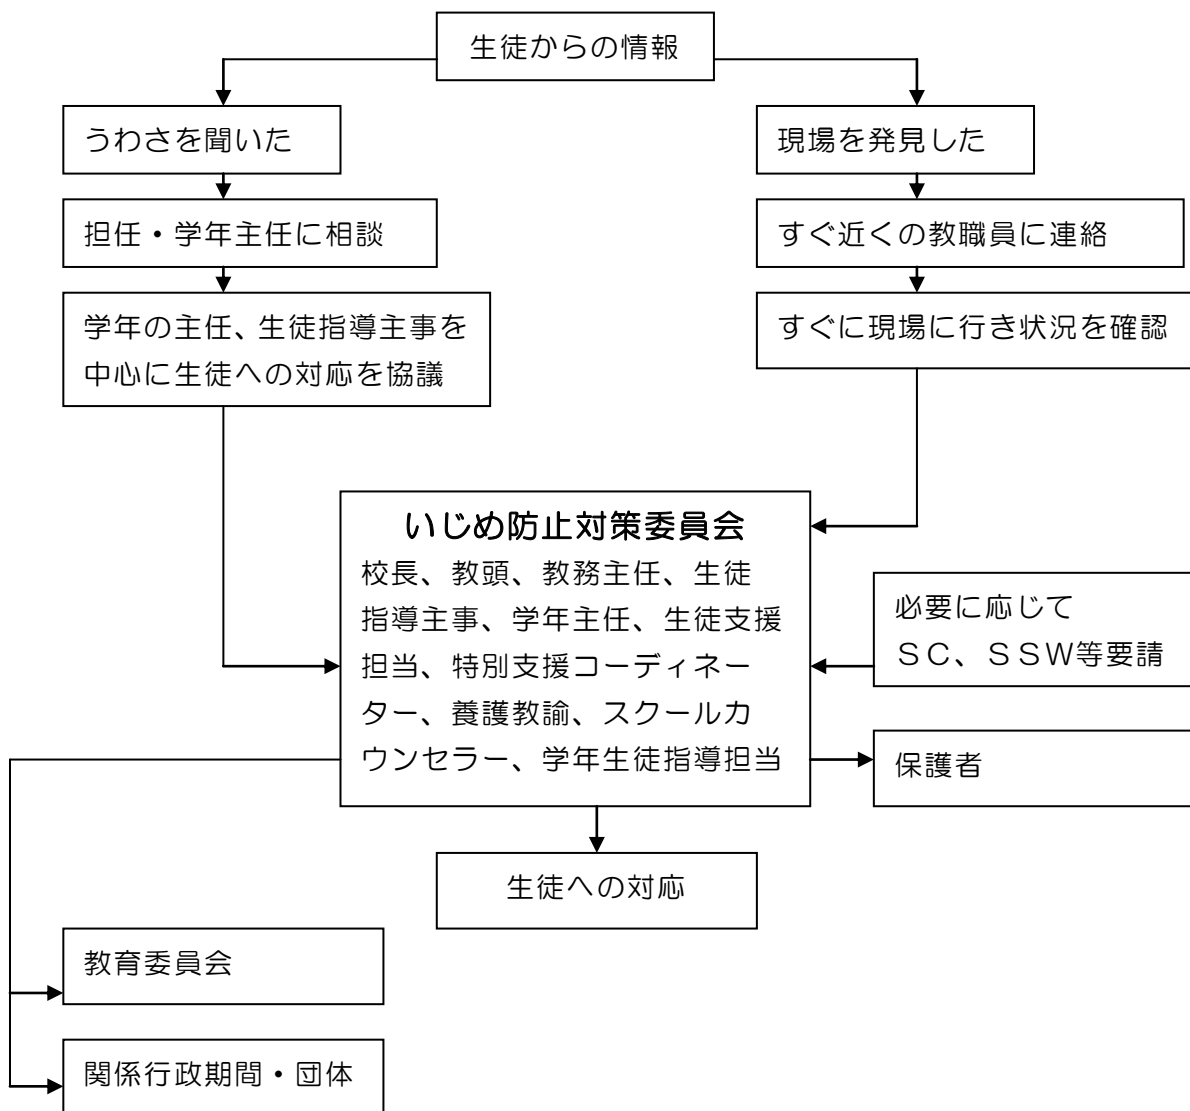 生徒からの情報
うわさを聞いた
現場を発見した
担任・学年主任に相談
すぐ近くの教職員に連絡
学年の主任、生徒指導主事を
中心に生徒への対応を協議
すぐに現場に行き状況を確認
いじめ防止対策委員会
校長、教頭、教務主任、生徒
指導主事、学年主任、生徒支援
担当、特別支援コーディネー
ター、養護教諭、スクールカ
ウンセラー、学年生徒指導担当
必要に応じて
ＳＣ、ＳＳＷ等要請
保護者
生徒への対応
教育委員会
関係行政期間・団体